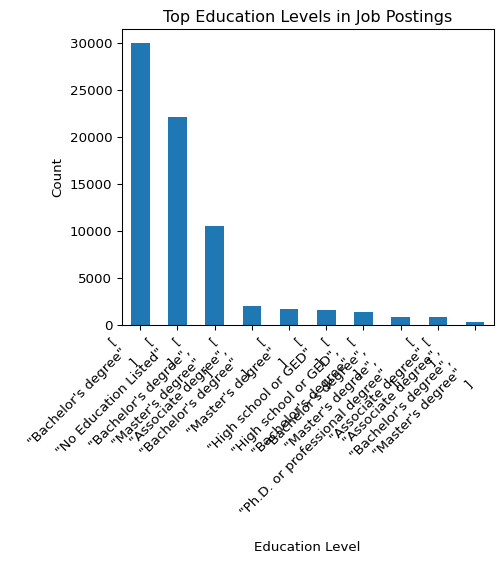 Top Education Levels in Job Postings
30000
25000
20000
15000
10000
5000
0
Count
[
"Bachelor's degree"
]
[
"No Education Listed"
]
[
"Bachelor's degree",
"Master's degree"
]
[
"Associate degree",
"Bachelor's degree"
]
[
"Master's degree"
]
[
"High school or GED"
]
[
"High school or GED",
"Bachelor's degree"
]
[
"Bachelor's degree",
"Master's degree",
"Ph.D. or professional degree"
]
[
"Associate degree"
]
[
"Associate degree",
"Bachelor's degree",
"Master's degree"
]
Education Level